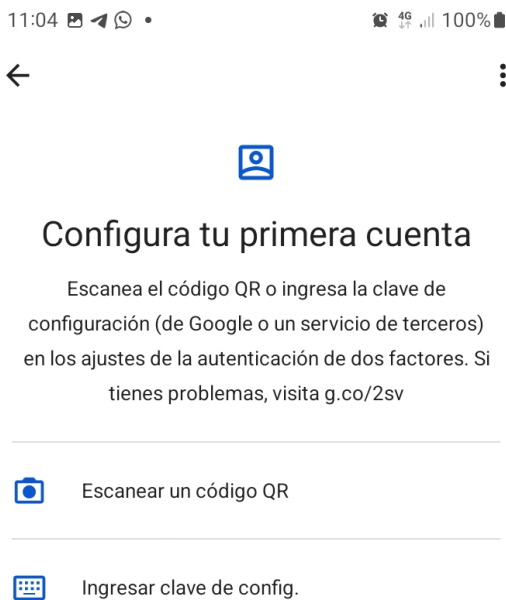 11:04 4G 100%
Configura tu primera cuenta
Escanea el código QR o ingresa la clave de
configuración (de Google o un servicio de terceros)
en los ajustes de la autenticación de dos factores. Si
tienes problemas, visita g.co/2sv
Escanear un código QR
Ingresar clave de config.